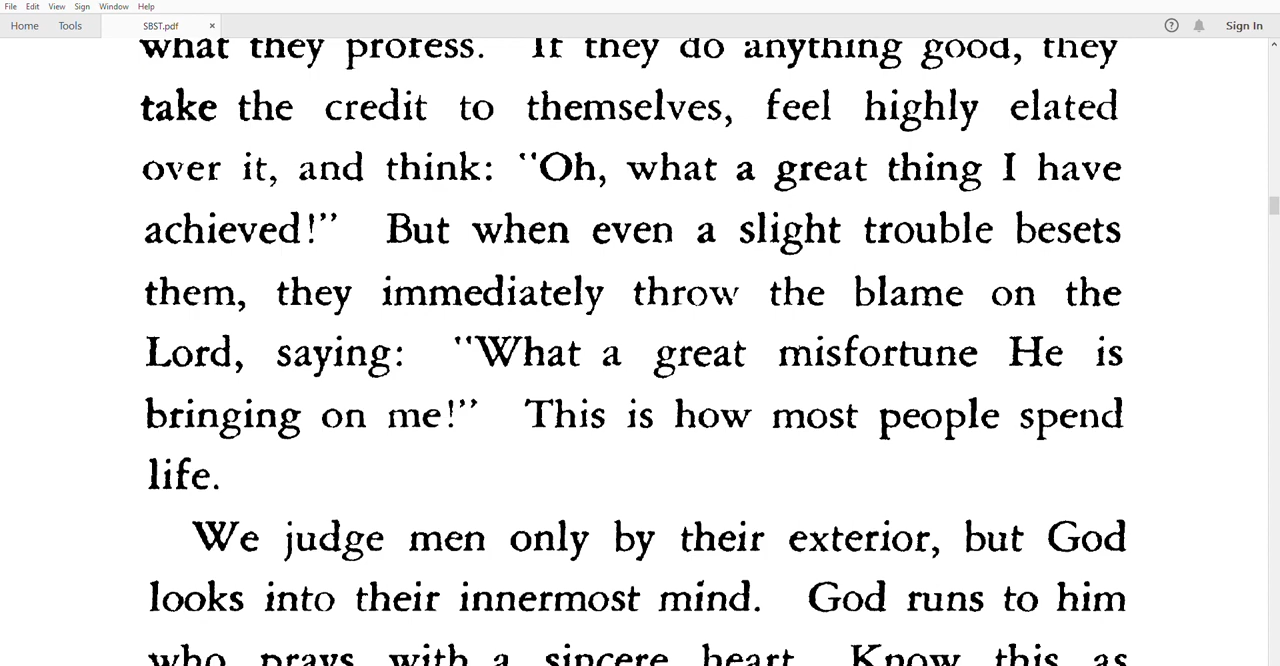 File Edit View Sign Window Help
Home Tools SBST.pdf × ? Sign In
what they profess. If they do anything good, they
take the credit to themselves, feel highly elated
over it, and think: "Oh, what a great thing I have
achieved!" But when even a slight trouble besets
them, they immediately throw the blame on the
Lord, saying: "What a great misfortune He is
bringing on me!" This is how most people spend
life.
We judge men only by their exterior, but God
looks into their innermost mind. God runs to him
who prays with a sincere heart. Know this as